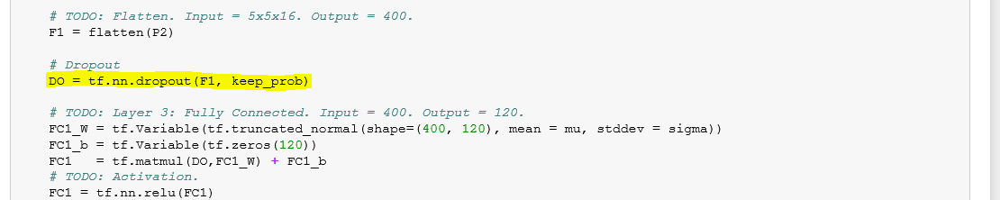 # TODO: Flatten. Input = 5x5x16. Output = 400.
F1 = flatten(P2)
# Dropout
DO = tf.nn.dropout(F1, keep_prob)
# TODO: Layer 3: Fully Connected. Input = 400. Output = 120.
FC1_W = tf.Variable(tf.truncated_normal(shape=(400, 120), mean = mu, stddev = sigma))
FC1_b = tf.Variable(tf.zeros(120))
FC1   = tf.matmul(DO,FC1_W) + FC1_b
# TODO: Activation.
FC1 = tf.nn.relu(FC1)